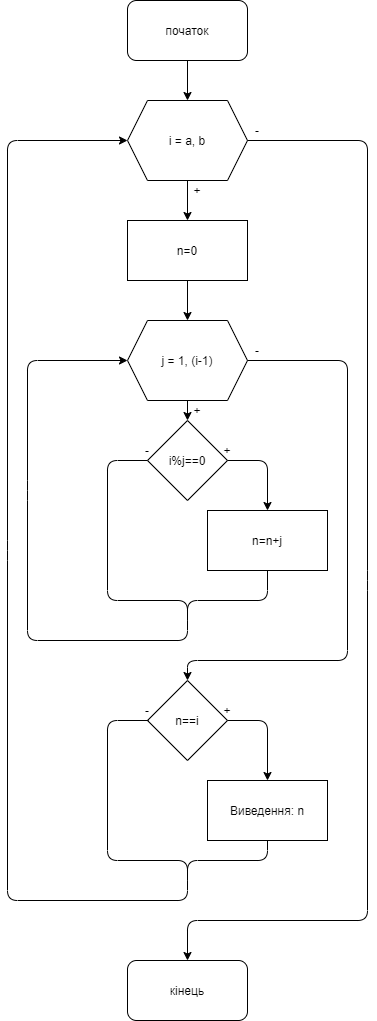 початок
i = a, b
-
+
n=0
j = 1, (i-1)
-
+
i%j==0
-
+
n=n+j
n==i
-
+
Виведення: n
кінець